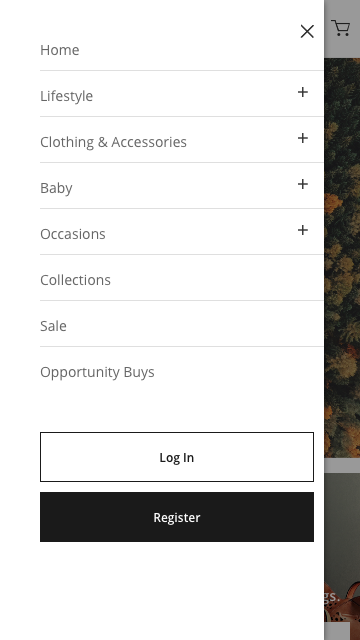 Home
Lifestyle
Clothing & Accessories
Baby
Occasions
Collections
Sale
Opportunity Buys
Log In
Register